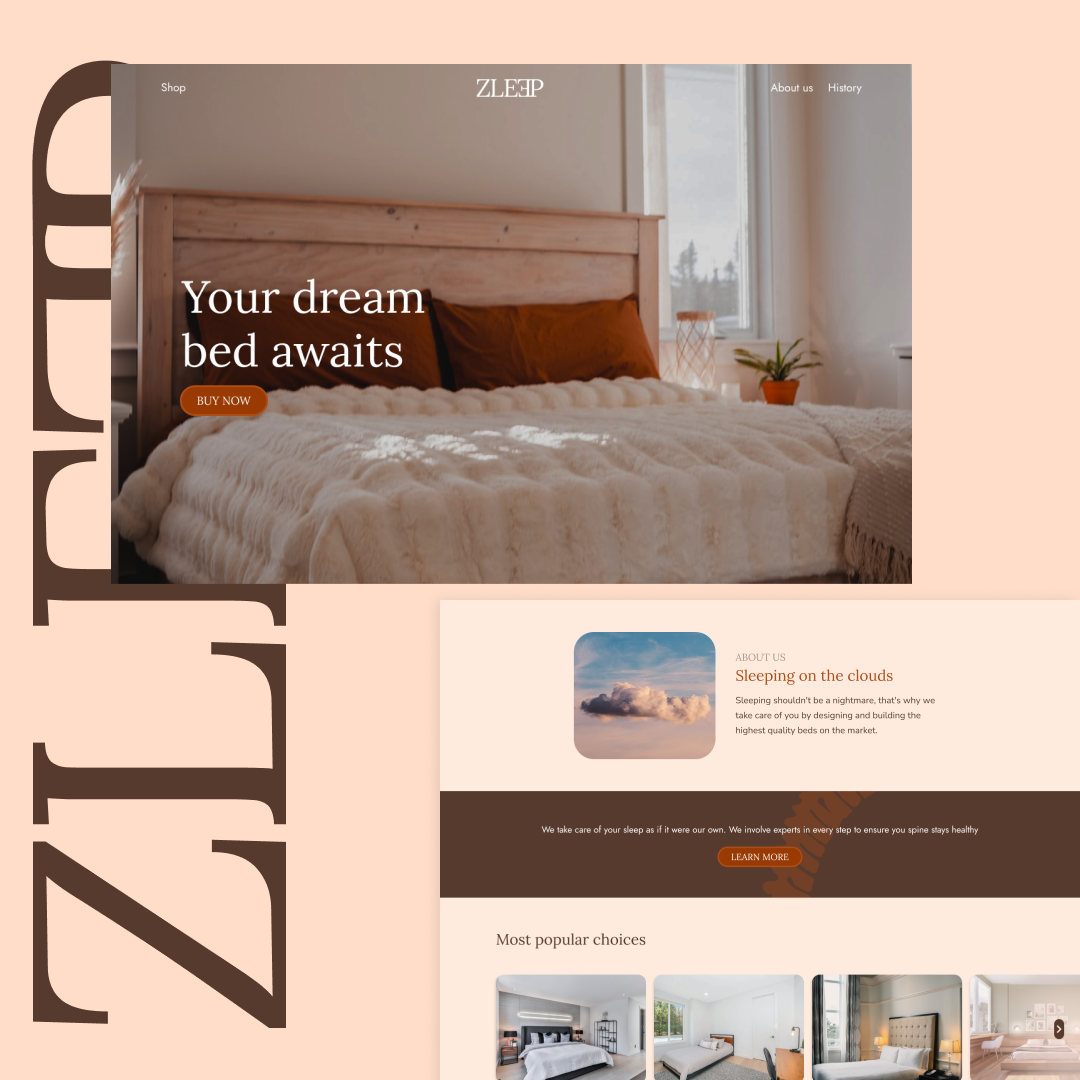 ZLEEP
Shop
ZLEƎP
About us
History
Your dream
bed awaits
BUY NOW
ABOUT US
Sleeping on the clouds
Sleeping shouldn't be a nightmare, that's why we
take care of you by designing and building the
highest quality beds on the market.
We take care of your sleep as if it were our own. We involve experts in every step to ensure you spine stays healthy
LEARN MORE
Most popular choices